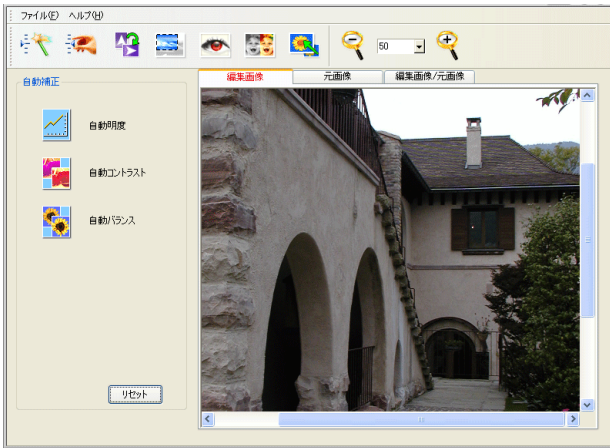 ファイル(F) ヘルプ(H)
50
自動補正
編集画像 元画像 編集画像/元画像
自動明度
自動コントラスト
自動バランス
リセット